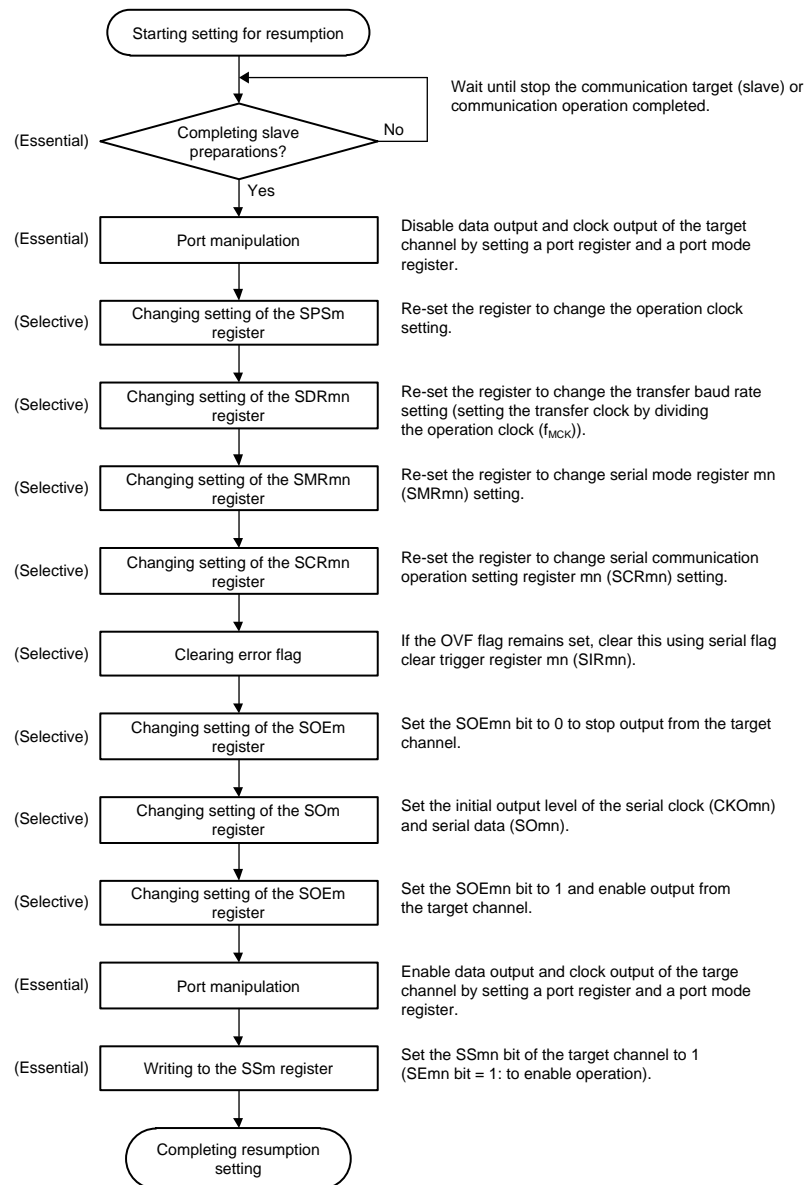 Starting setting for resumption
Wait until stop the communication target (slave) or
communication operation completed.
(Essential)
Completing slave
preparations?
No
Yes
(Essential)
Port manipulation
Disable data output and clock output of the target
channel by setting a port register and a port mode
register.
(Selective)
Changing setting of the SPSm
register
Re-set the register to change the operation clock
setting.
(Selective)
Changing setting of the SDRmn
register
Re-set the register to change the transfer baud rate
setting (setting the transfer clock by dividing
the operation clock (fMCK)).
(Selective)
Changing setting of the SMRmn
register
Re-set the register to change serial mode register mn
(SMRmn) setting.
(Selective)
Changing setting of the SCRmn
register
Re-set the register to change serial communication
operation setting register mn (SCRmn) setting.
(Selective)
Clearing error flag
If the OVF flag remains set, clear this using serial flag
clear trigger register mn (SIRmn).
(Selective)
Changing setting of the SOEm
register
Set the SOEmn bit to 0 to stop output from the target
channel.
(Selective)
Changing setting of the SOm
register
Set the initial output level of the serial clock (CKOmn)
and serial data (SOmn).
(Selective)
Changing setting of the SOEm
register
Set the SOEmn bit to 1 and enable output from
the target channel.
(Essential)
Port manipulation
Enable data output and clock output of the targe
channel by setting a port register and a port mode
register.
(Essential)
Writing to the SSm register
Set the SSmn bit of the target channel to 1
(SEmn bit = 1: to enable operation).
Completing resumption
setting